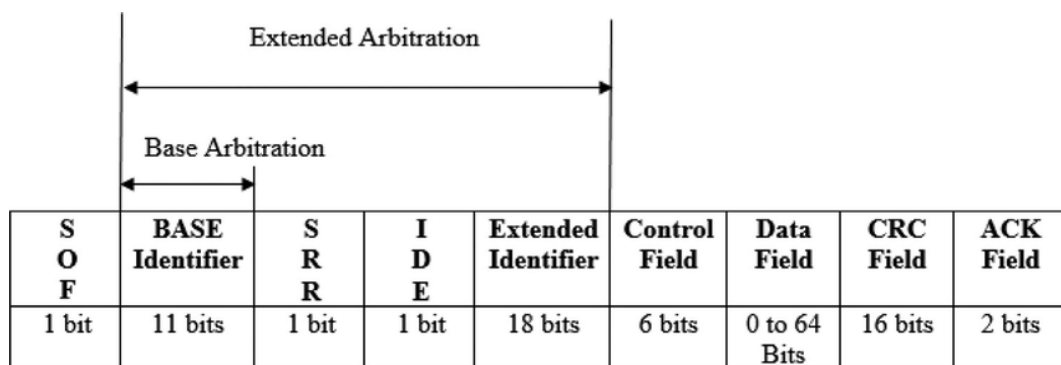 Extended Arbitration
Base Arbitration
S O F
BASE Identifier
S R R
I D E
Extended Identifier
Control Field
Data Field
CRC Field
ACK Field
1 bit
11 bits
1 bit
1 bit
18 bits
6 bits
0 to 64 Bits
16 bits
2 bits